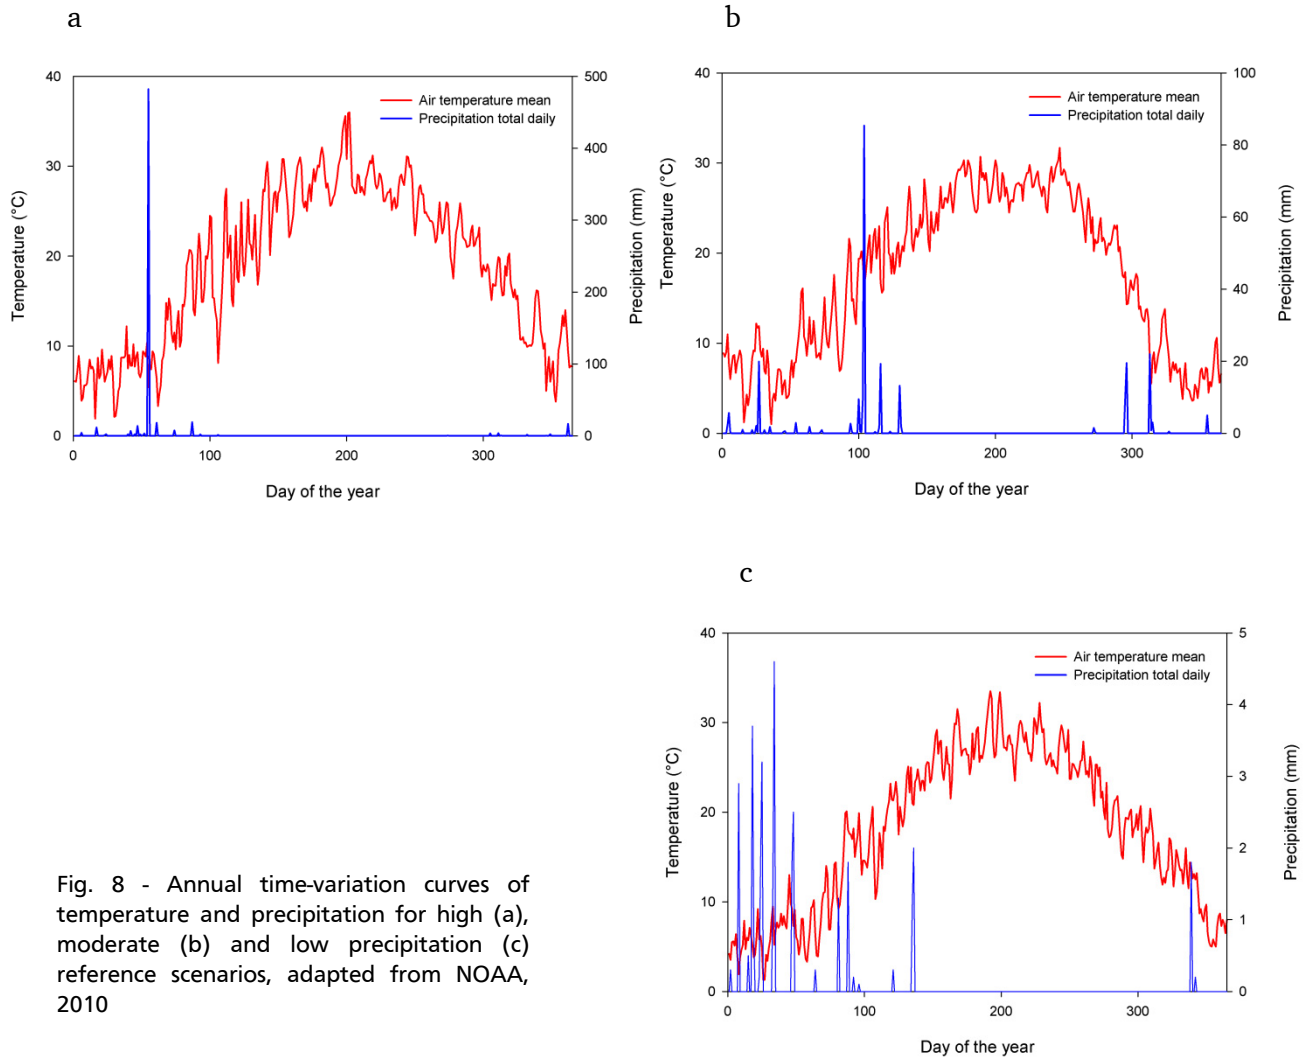 a
40
30
20
10
0
Temperature (°C)
500
400
300
200
100
0
Precipitation (mm)
Air temperature mean
Precipitation total daily
0 100 200 300
Day of the year
b
40
30
20
10
0
Temperature (°C)
100
80
60
40
20
0
Precipitation (mm)
Air temperature mean
Precipitation total daily
0 100 200 300
Day of the year
c
40
30
20
10
0
Temperature (°C)
5
4
3
2
1
0
Precipitation (mm)
Air temperature mean
Precipitation total daily
0 100 200 300
Day of the year
Fig. 8 - Annual time-variation curves of
temperature and precipitation for high (a),
moderate (b) and low precipitation (c)
reference scenarios, adapted from NOAA,
2010